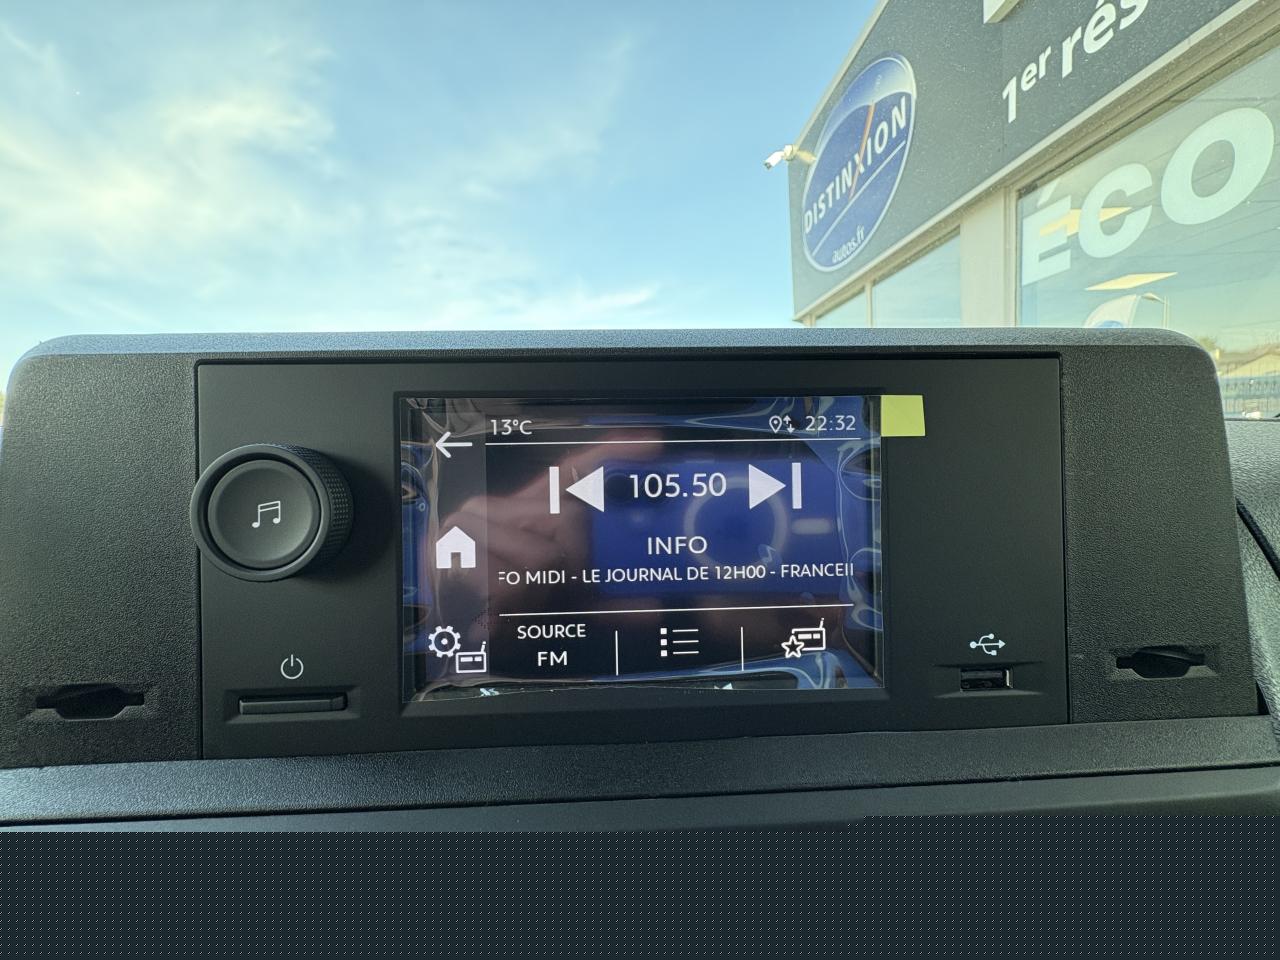 1er rés
DISTINXION
autos.fr
ÉCO
13°C
22:32
105.50
INFO
FO MIDI - LE JOURNAL DE 12H00 - FRANCEI
SOURCE
FM